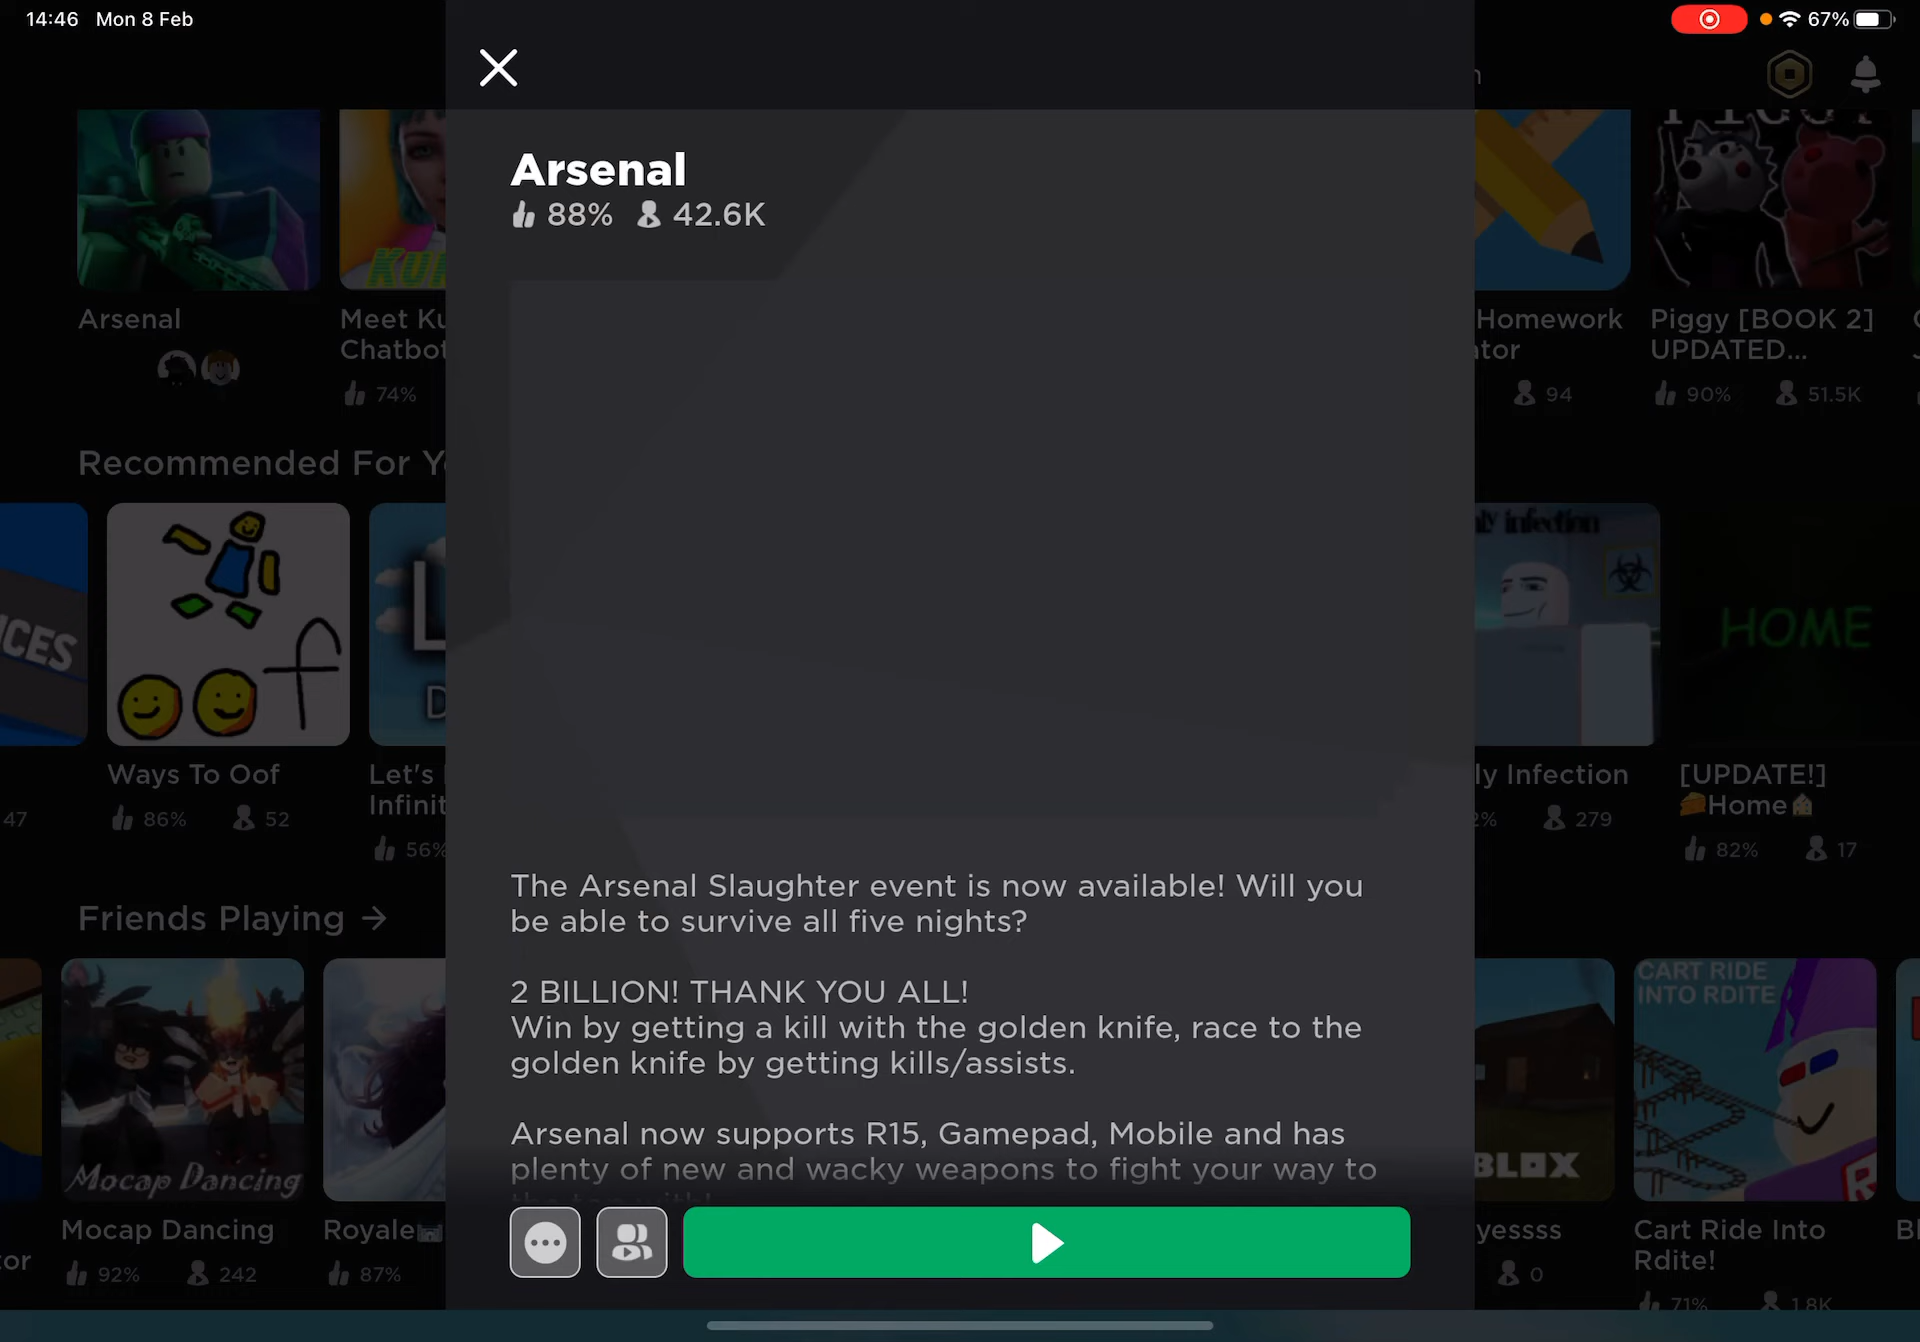 14:46 Mon 8 Feb
67%
Arsenal
88% 42.6K
Arsenal
Meet Ku
Chatbot
74%
Homework
94
Piggy [BOOK 2]
UPDATED...
90% 51.5K
Recommended For Y
Ways To Oof
86% 52
47
Let's
Infinit
56%
ly infection
ly Infection
279
HOME
[UPDATE!]
🧀Home🏠
82% 17
The Arsenal Slaughter event is now available! Will you
be able to survive all five nights?
2 BILLION! THANK YOU ALL!
Win by getting a kill with the golden knife, race to the
golden knife by getting kills/assists.
Arsenal now supports R15, Gamepad, Mobile and has
plenty of new and wacky weapons to fight your way to
Friends Playing →
Mocap Dancing
Mocap Dancing
92% 242
Royale
87%
BLOX
yessss
0
CART RIDE
INTO RDITE
Cart Ride Into
Rdite!
71% 1.8K